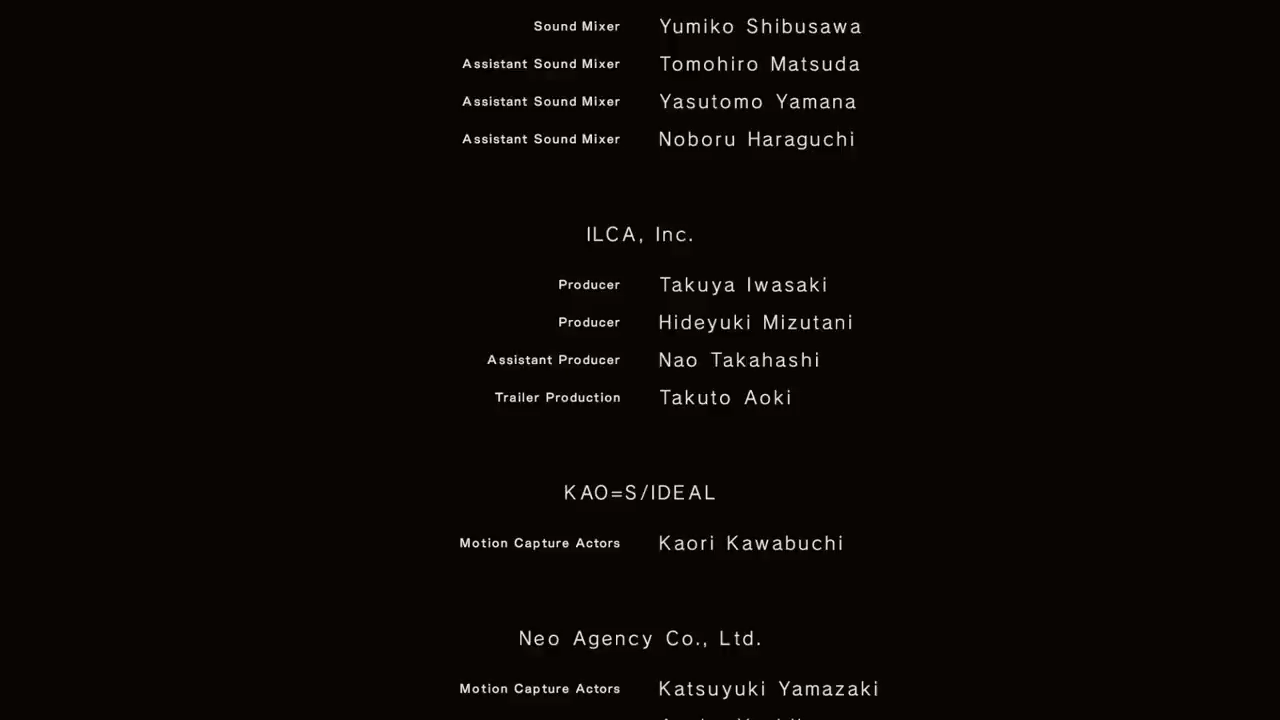 Sound Mixer Yumiko Shibusawa
Assistant Sound Mixer Tomohiro Matsuda
Assistant Sound Mixer Yasutomo Yamana
Assistant Sound Mixer Noboru Haraguchi
ILCA, Inc.
Producer Takuya Iwasaki
Producer Hideyuki Mizutani
Assistant Producer Nao Takahashi
Trailer Production Takuto Aoki
KAO=S/IDEAL
Motion Capture Actors Kaori Kawabuchi
Neo Agency Co., Ltd.
Motion Capture Actors Katsuyuki Yamazaki